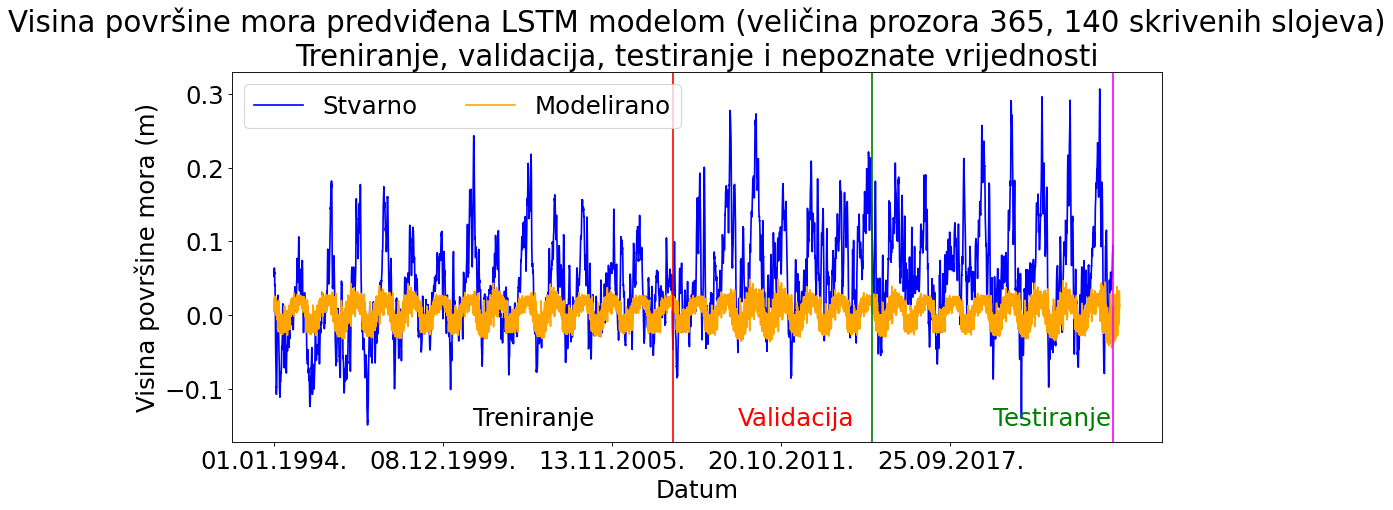 Visina površine mora predviđena LSTM modelom (veličina prozora 365, 140 skrivenih slojeva)
Treniranje, validacija, testiranje i nepoznate vrijednosti
Stvarno
Modelirano
Visina površine mora (m)
0.3
0.2
0.1
0.0
−0.1
Treniranje
Validacija
Testiranje
01.01.1994.
08.12.1999.
13.11.2005.
20.10.2011.
25.09.2017.
Datum